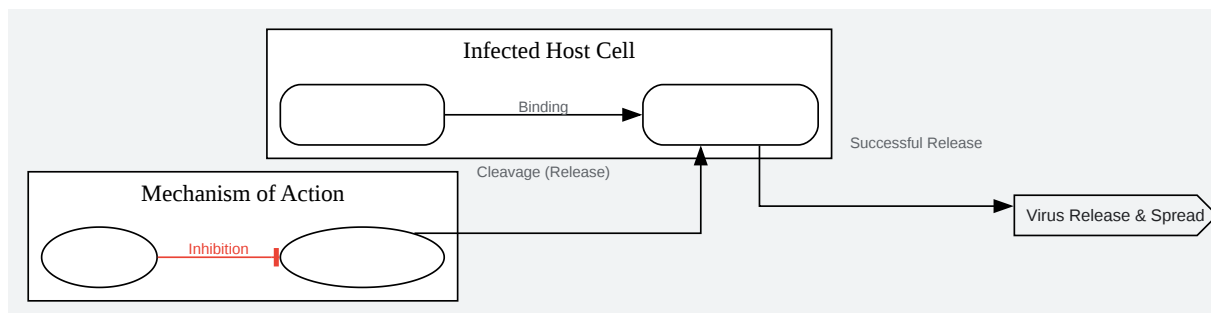 Infected Host Cell
Binding
Successful Release
Cleavage (Release)
Mechanism of Action
Virus Release & Spread
Inhibition